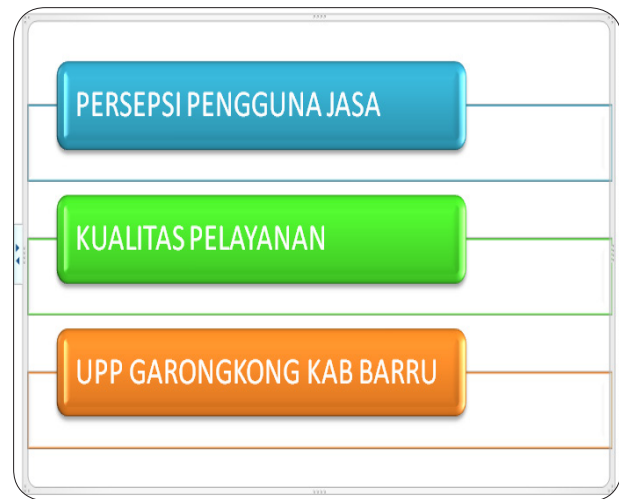 PERSEPSI PENGGUNA JASA
KUALITAS PELAYANAN
UPP GARONGKONG KAB BARRU